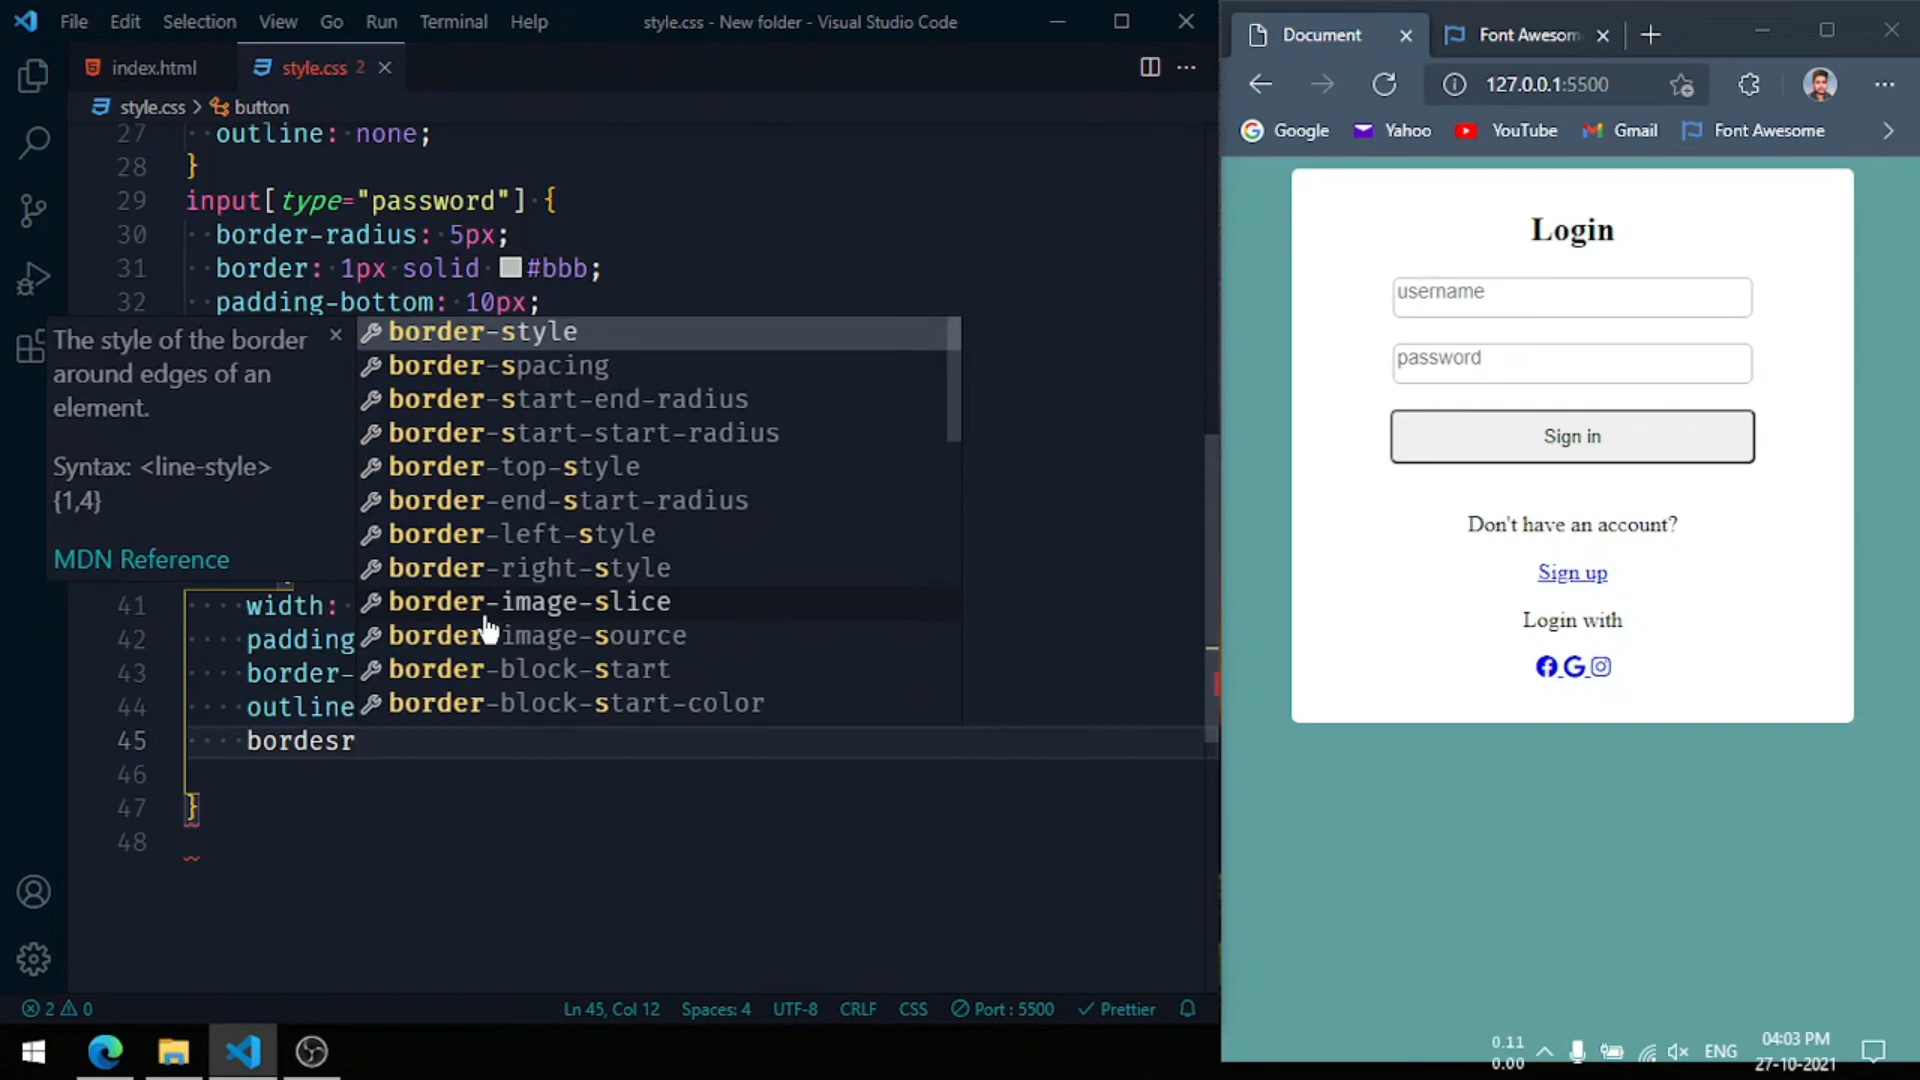 File Edit Selection View Go Run Terminal Help style.css - New folder - Visual Studio Code
index.html style.css 2
style.css > button
27 outline: none;
28 }
29 input[type="password"] {
30 border-radius: 5px;
31 border: 1px solid #bbb;
32 padding-bottom: 10px;
The style of the border
around edges of an
element.
Syntax: <line-style>
{1,4}
MDN Reference
border-style
border-spacing
border-start-end-radius
border-start-start-radius
border-top-style
border-end-start-radius
border-left-style
border-right-style
border-image-slice
border-image-source
border-block-start
border-block-start-color
41 width:
42 padding
43 border-
44 outline
45 bordesr
46
47 }
48
2 0 Ln 45, Col 12 Spaces: 4 UTF-8 CRLF CSS Port : 5500 Prettier
Document Font Awesom
127.0.0.1:5500
Google Yahoo YouTube Gmail Font Awesome
Login
username
password
Sign in
Don't have an account?
Sign up
Login with
0.11
0.00
ENG
04:03 PM
27-10-2021